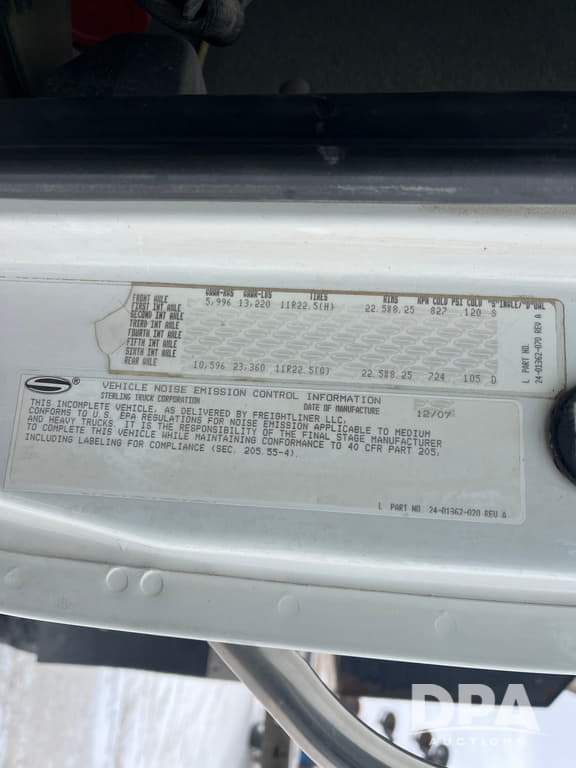 GAWR-KGS GAWR-LBS TIRES RIMS KPA COLD PSI COLD "S"INGLE/"D"UAL
FRONT AXLE 5,996 13,220 11R22.5(H) 22.5X8.25 827 120 S
FIRST INT AXLE
SECOND INT AXLE
THIRD INT AXLE
FOURTH INT AXLE
FIFTH INT AXLE
SIXTH INT AXLE
REAR AXLE 10,596 23,360 11R22.5(G) 22.5X8.25 724 105 D
L PART NO.
24-01362-070 REV A
S
VEHICLE NOISE EMISSION CONTROL INFORMATION
STERLING TRUCK CORPORATION DATE OF MANUFACTURE 12/07
THIS INCOMPLETE VEHICLE, AS DELIVERED BY FREIGHTLINER LLC,
CONFORMS TO U.S. EPA REGULATIONS FOR NOISE EMISSION APPLICABLE TO MEDIUM
AND HEAVY TRUCKS. IT IS THE RESPONSIBILITY OF THE FINAL STAGE MANUFACTURER
TO COMPLETE THIS VEHICLE WHILE MAINTAINING CONFORMANCE TO 40 CFR PART 205,
INCLUDING LABELING FOR COMPLIANCE (SEC. 205.55-4).
L PART NO. 24-01362-020 REV A
DPA
AUCTIONS